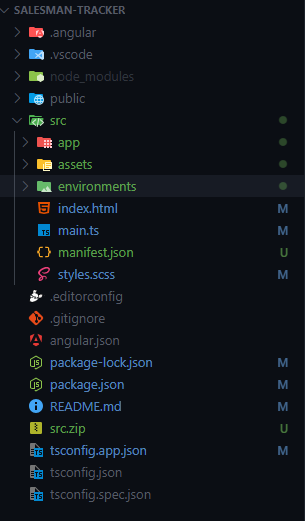 SALESMAN-TRACKER
.angular
.vscode
node_modules
public
src
app
assets
environments
index.html M
main.ts M
manifest.json U
styles.scss M
.editorconfig
.gitignore
angular.json
package-lock.json M
package.json M
README.md M
src.zip U
tsconfig.app.json M
tsconfig.json
tsconfig.spec.json